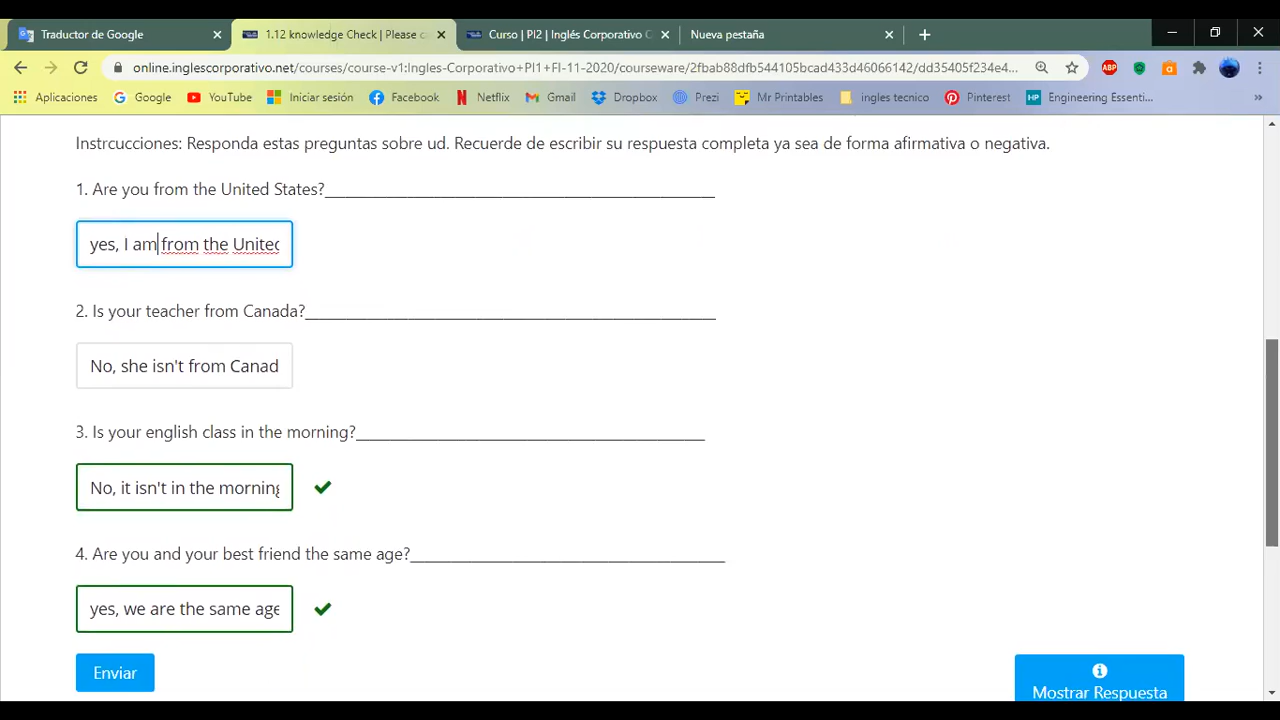 Traductor de Google
1.12 knowledge Check | Please c
Curso | PI2 | Inglés Corporativo C
Nueva pestaña
online.inglescorporativo.net/courses/course-v1:Ingles-Corporativo+PI1+FI-11-2020/courseware/2fbab88dfb544105bcad433d46066142/dd35405f234e4...
ABP
Aplicaciones
Google
YouTube
Iniciar sesión
Facebook
Netflix
Gmail
Dropbox
Prezi
Mr Printables
ingles tecnico
Pinterest
HP
Engineering Essenti...
»
Instrcucciones: Responda estas preguntas sobre ud. Recuerde de escribir su respuesta completa ya sea de forma afirmativa o negativa.
1. Are you from the United States?
yes, I am from the United
2. Is your teacher from Canada?
No, she isn't from Canad
3. Is your english class in the morning?
No, it isn't in the morning
4. Are you and your best friend the same age?
yes, we are the same age
Enviar
Mostrar Respuesta